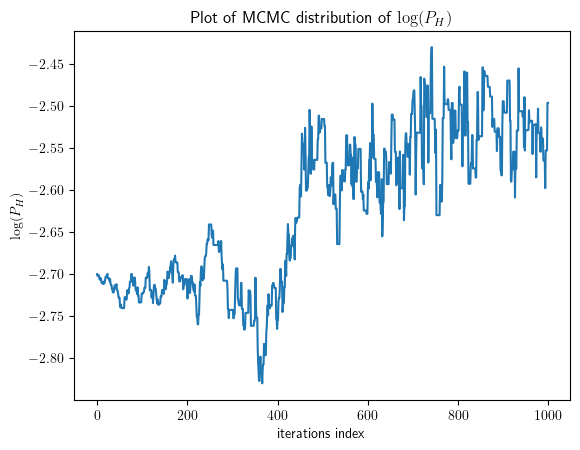 Plot of MCMC distribution of log(P_H)
−2.45
−2.50
−2.55
−2.60
−2.65
−2.70
−2.75
−2.80
log(P_H)
0 200 400 600 800 1000
iterations index